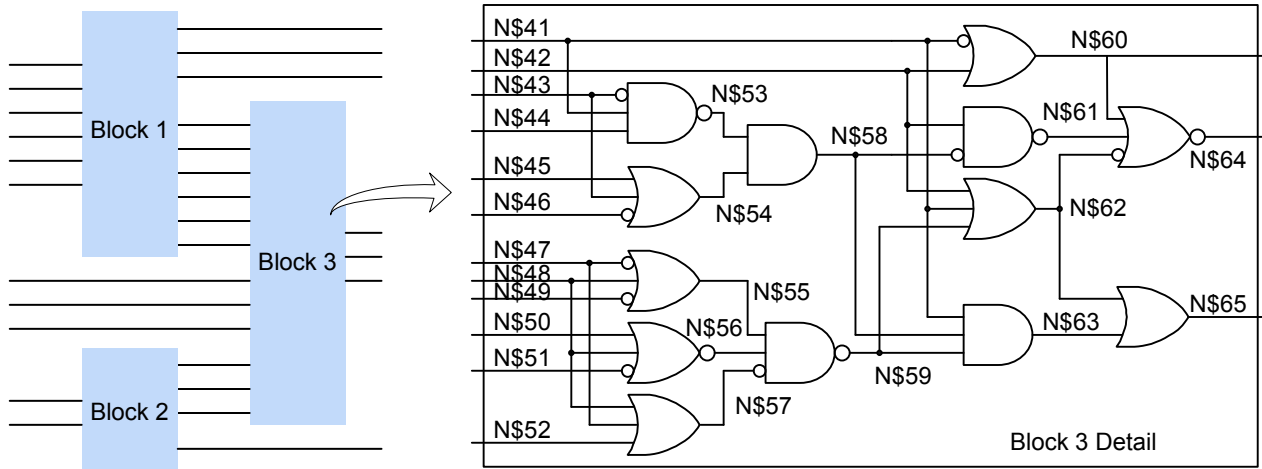 Block 1
Block 2
Block 3
N$41
N$42
N$43
N$44
N$45
N$46
N$47
N$48
N$49
N$50
N$51
N$52
N$53
N$54
N$55
N$56
N$57
N$58
N$59
N$60
N$61
N$62
N$63
N$64
N$65
Block 3 Detail